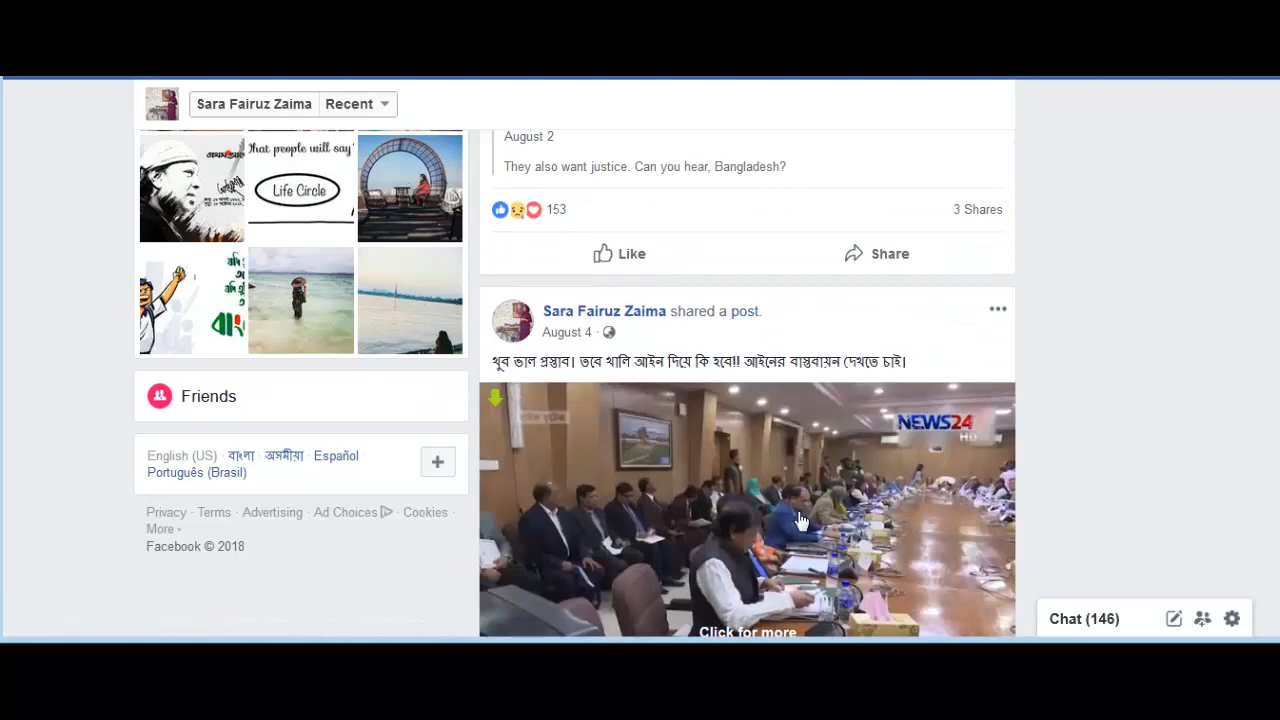 Sara Fairuz Zaima Recent
hat people will say
Life Circle
English (US) · বাংলা · অসমীয়া · Español ·
Português (Brasil)
Friends
Privacy · Terms · Advertising · Ad Choices · Cookies ·
More
Facebook © 2018
August 2
They also want justice. Can you hear, Bangladesh?
153
3 Shares
Like
Share
Sara Fairuz Zaima shared a post.
August 4 ·
খুব ভাল প্রস্তাব। তবে খালি আইন দিয়ে কি হবে!! আইনের বাস্তবায়ন দেখতে চাই।
NEWS24
HD
Click for more
Chat (146)